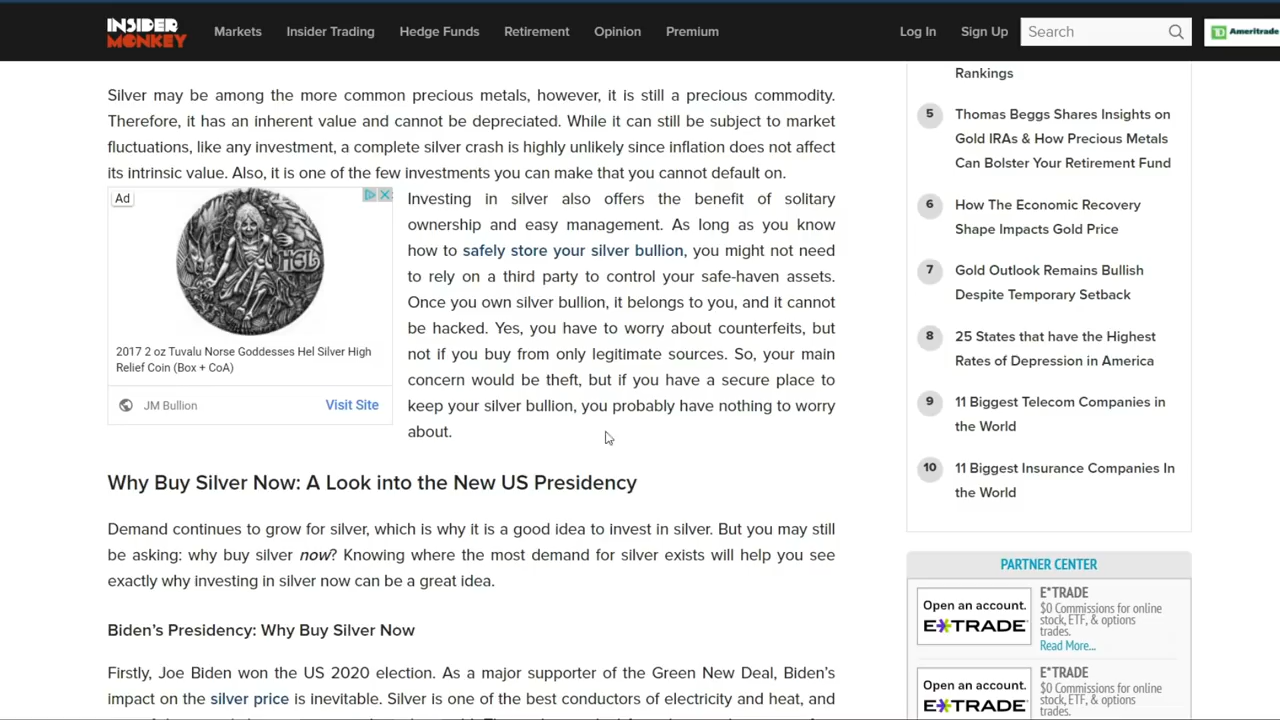 INSIDER
MONKEY
Markets
Insider Trading
Hedge Funds
Retirement
Opinion
Premium
Log In
Sign Up
Search
Ameritrade
Silver may be among the more common precious metals, however, it is still a precious commodity.
Therefore, it has an inherent value and cannot be depreciated. While it can still be subject to market
fluctuations, like any investment, a complete silver crash is highly unlikely since inflation does not affect
its intrinsic value. Also, it is one of the few investments you can make that you cannot default on.
Ad
HEL
2017 2 oz Tuvalu Norse Goddesses Hel Silver High
Relief Coin (Box + CoA)
JM Bullion
Visit Site
Investing in silver also offers the benefit of solitary
ownership and easy management. As long as you know
how to safely store your silver bullion, you might not need
to rely on a third party to control your safe-haven assets.
Once you own silver bullion, it belongs to you, and it cannot
be hacked. Yes, you have to worry about counterfeits, but
not if you buy from only legitimate sources. So, your main
concern would be theft, but if you have a secure place to
keep your silver bullion, you probably have nothing to worry
about.
Why Buy Silver Now: A Look into the New US Presidency
Demand continues to grow for silver, which is why it is a good idea to invest in silver. But you may still
be asking: why buy silver now? Knowing where the most demand for silver exists will help you see
exactly why investing in silver now can be a great idea.
Biden's Presidency: Why Buy Silver Now
Firstly, Joe Biden won the US 2020 election. As a major supporter of the Green New Deal, Biden's
impact on the silver price is inevitable. Silver is one of the best conductors of electricity and heat, and
Rankings
5
Thomas Beggs Shares Insights on
Gold IRAs & How Precious Metals
Can Bolster Your Retirement Fund
6
How The Economic Recovery
Shape Impacts Gold Price
7
Gold Outlook Remains Bullish
Despite Temporary Setback
8
25 States that have the Highest
Rates of Depression in America
9
11 Biggest Telecom Companies in
the World
10
11 Biggest Insurance Companies In
the World
PARTNER CENTER
Open an account.
E*TRADE
E*TRADE
$0 Commissions for online
stock, ETF, & options
trades.
Read More...
Open an account.
E*TRADE
E*TRADE
$0 Commissions for online
stock, ETF, & options
trades.